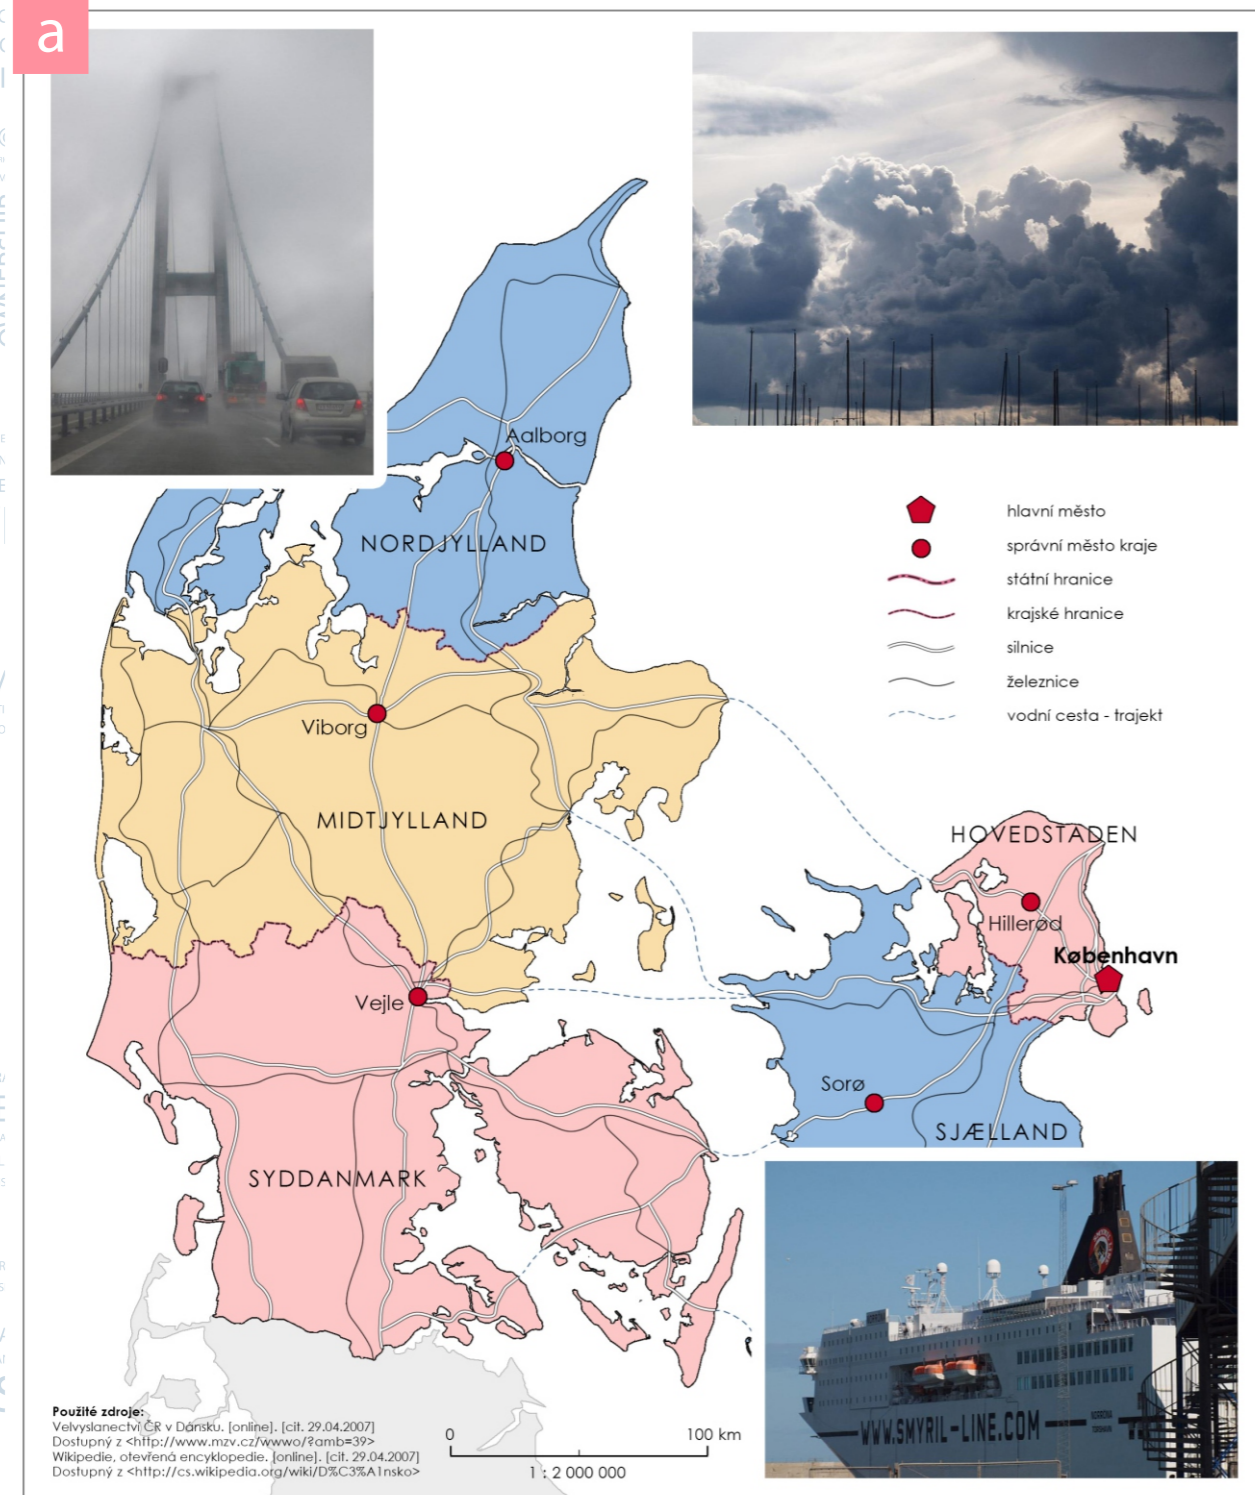 a
Aalborg
NORDJYLLAND
hlavní město
správní město kraje
státní hranice
krajské hranice
silnice
železnice
vodní cesta - trajekt
Viborg
MIDTJYLLAND
HOVEDSTADEN
Hillerød
København
Vejle
Sorø
SJÆLLAND
SYDDANMARK
WWW.SMYRIL-LINE.COM
Použité zdroje:
Velvyslanectví ČR v Dánsku. [online]. [cit. 29.04.2007]
Dostupný z <http://www.mzv.cz/wwwo/?amb=39>
Wikipedie, otevřená encyklopedie. [online]. [cit. 29.04.2007]
Dostupný z <http://cs.wikipedia.org/wiki/D%C3%A1nsko>
0 100 km
1 : 2 000 000